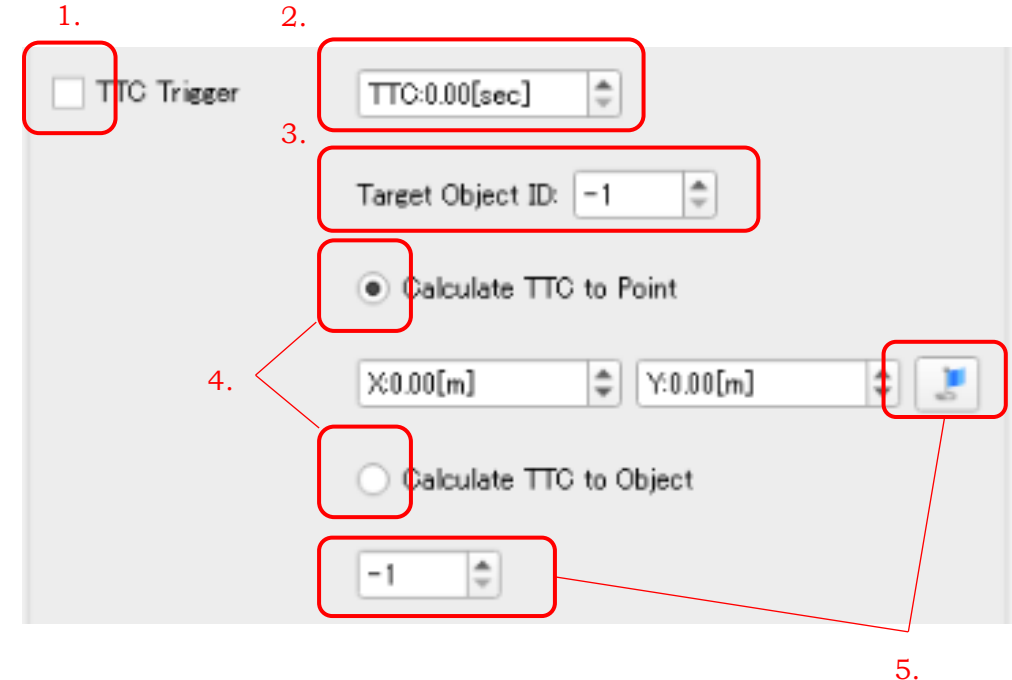 1.
2.
TTC Trigger
TTC:0.00[sec]
3.
Target Object ID: -1
Calculate TTC to Point
4.
X:0.00[m] Y:0.00[m]
Calculate TTC to Object
-1
5.